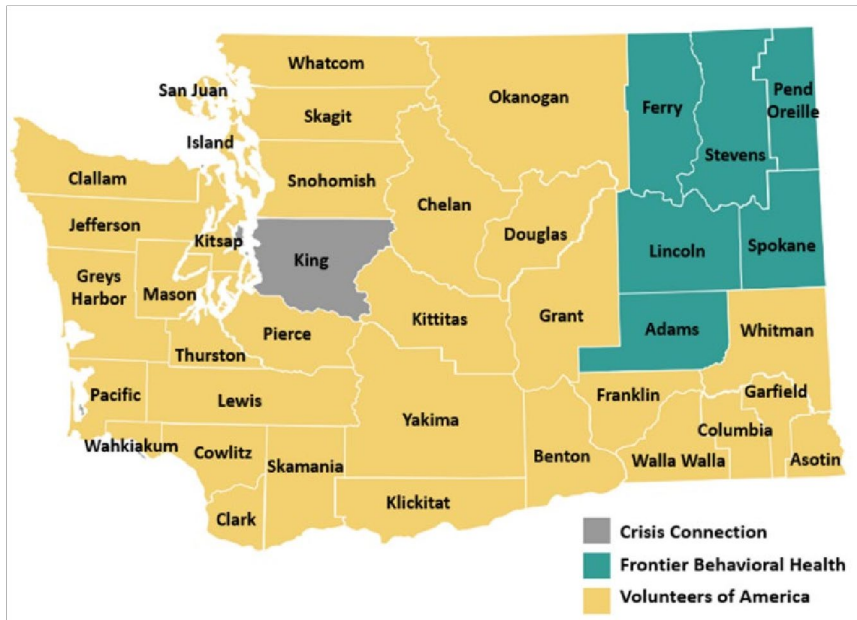 Whatcom
San Juan
Okanogan
Pend
Oreille
Ferry
Skagit
Island
Stevens
Clallam
Snohomish
Chelan
Jefferson
Kitsap
Douglas
King
Lincoln
Spokane
Greys
Harbor
Mason
Kittitas
Grant
Adams
Whitman
Pierce
Thurston
Pacific
Lewis
Franklin
Garfield
Yakima
Columbia
Wahkiakum
Cowlitz
Skamania
Benton
Walla Walla
Asotin
Klickitat
Clark
Crisis Connection
Frontier Behavioral Health
Volunteers of America